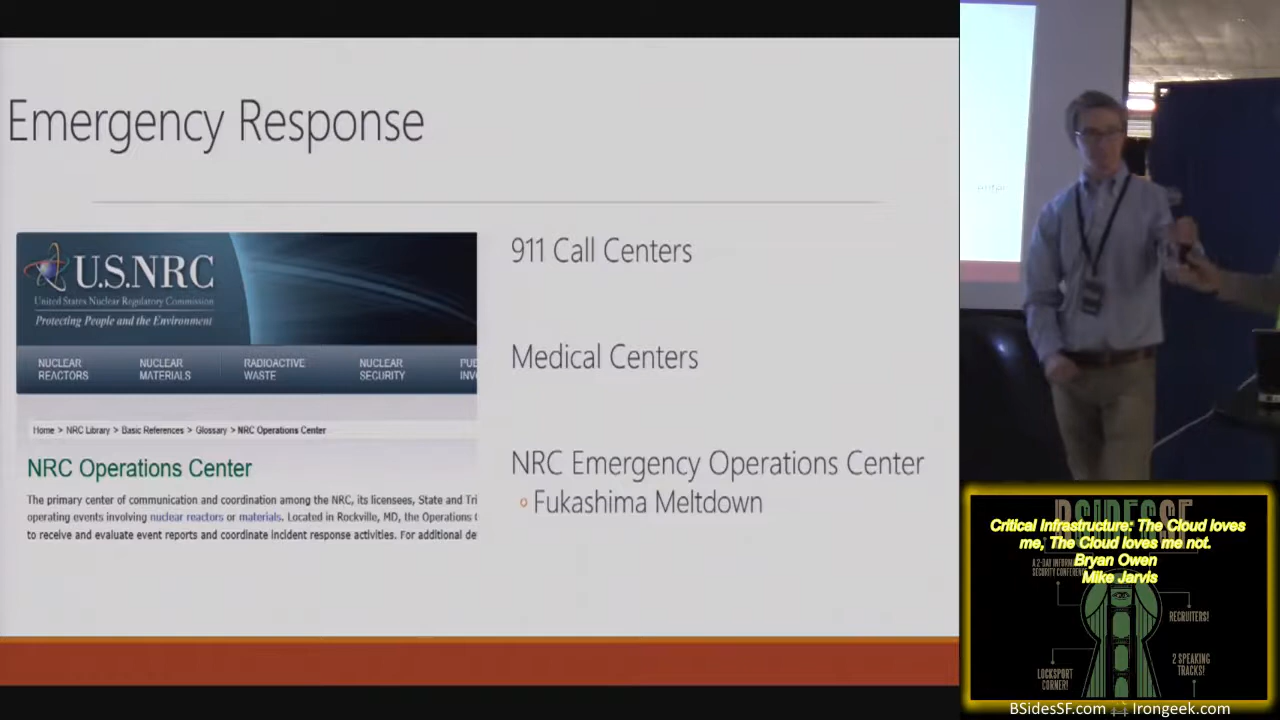 Emergency Response
U.S.NRC
United States Nuclear Regulatory Commission
Protecting People and the Environment
NUCLEAR REACTORS
NUCLEAR MATERIALS
RADIOACTIVE WASTE
NUCLEAR SECURITY
Home > NRC Library > Basic References > Glossary > NRC Operations Center
NRC Operations Center
The primary center of communication and coordination among the NRC, its licensees, State and Tri
operating events involving nuclear reactors or materials. Located in Rockville, MD, the Operations
to receive and evaluate event reports and coordinate incident response activities. For additional de
911 Call Centers
Medical Centers
NRC Emergency Operations Center
Fukashima Meltdown
BSIDESSF
Critical Infrastructure: The Cloud loves
me, The Cloud loves me not.
Bryan Owen
Mike Jarvis
A 2-DAY
SECURITY
RECRUITERS!
2 SPEAKING
TRACKS!
LOCKSPORT
CORNER!
BSidesSF.com Irongeek.com